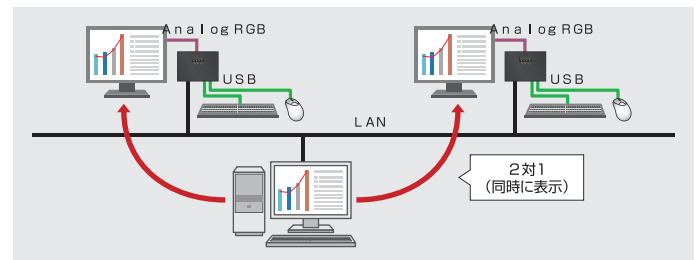 Analog RGB
Analog RGB
USB
USB
LAN
2対1
(同時に表示)